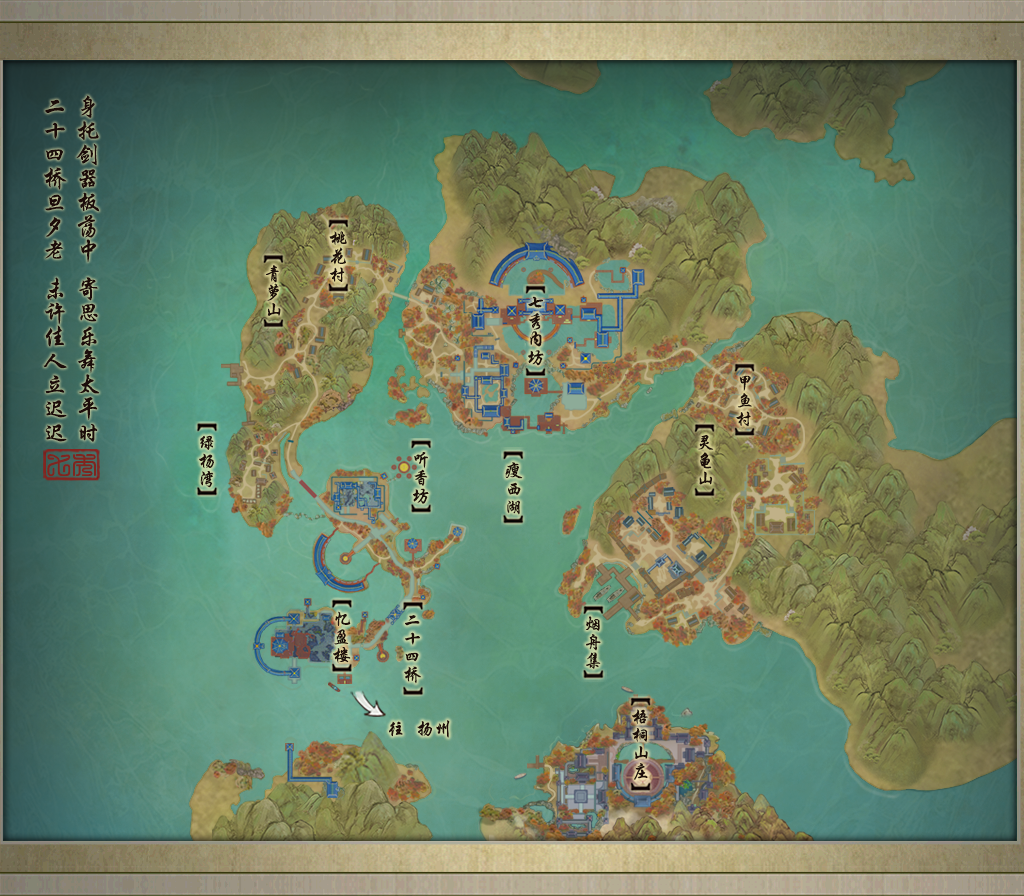 身托剑器板荡中 寄思乐舞太平时
二十四桥旦夕老 未许佳人立迟迟
【桃花村】
【青萝山】
【七秀内坊】
【甲鱼村】
【灵龟山】
【绿杨湾】
【听香坊】
【瘦西湖】
【忆盈楼】
【二十四桥】
【烟舟集】
【梧桐山庄】
往 扬州